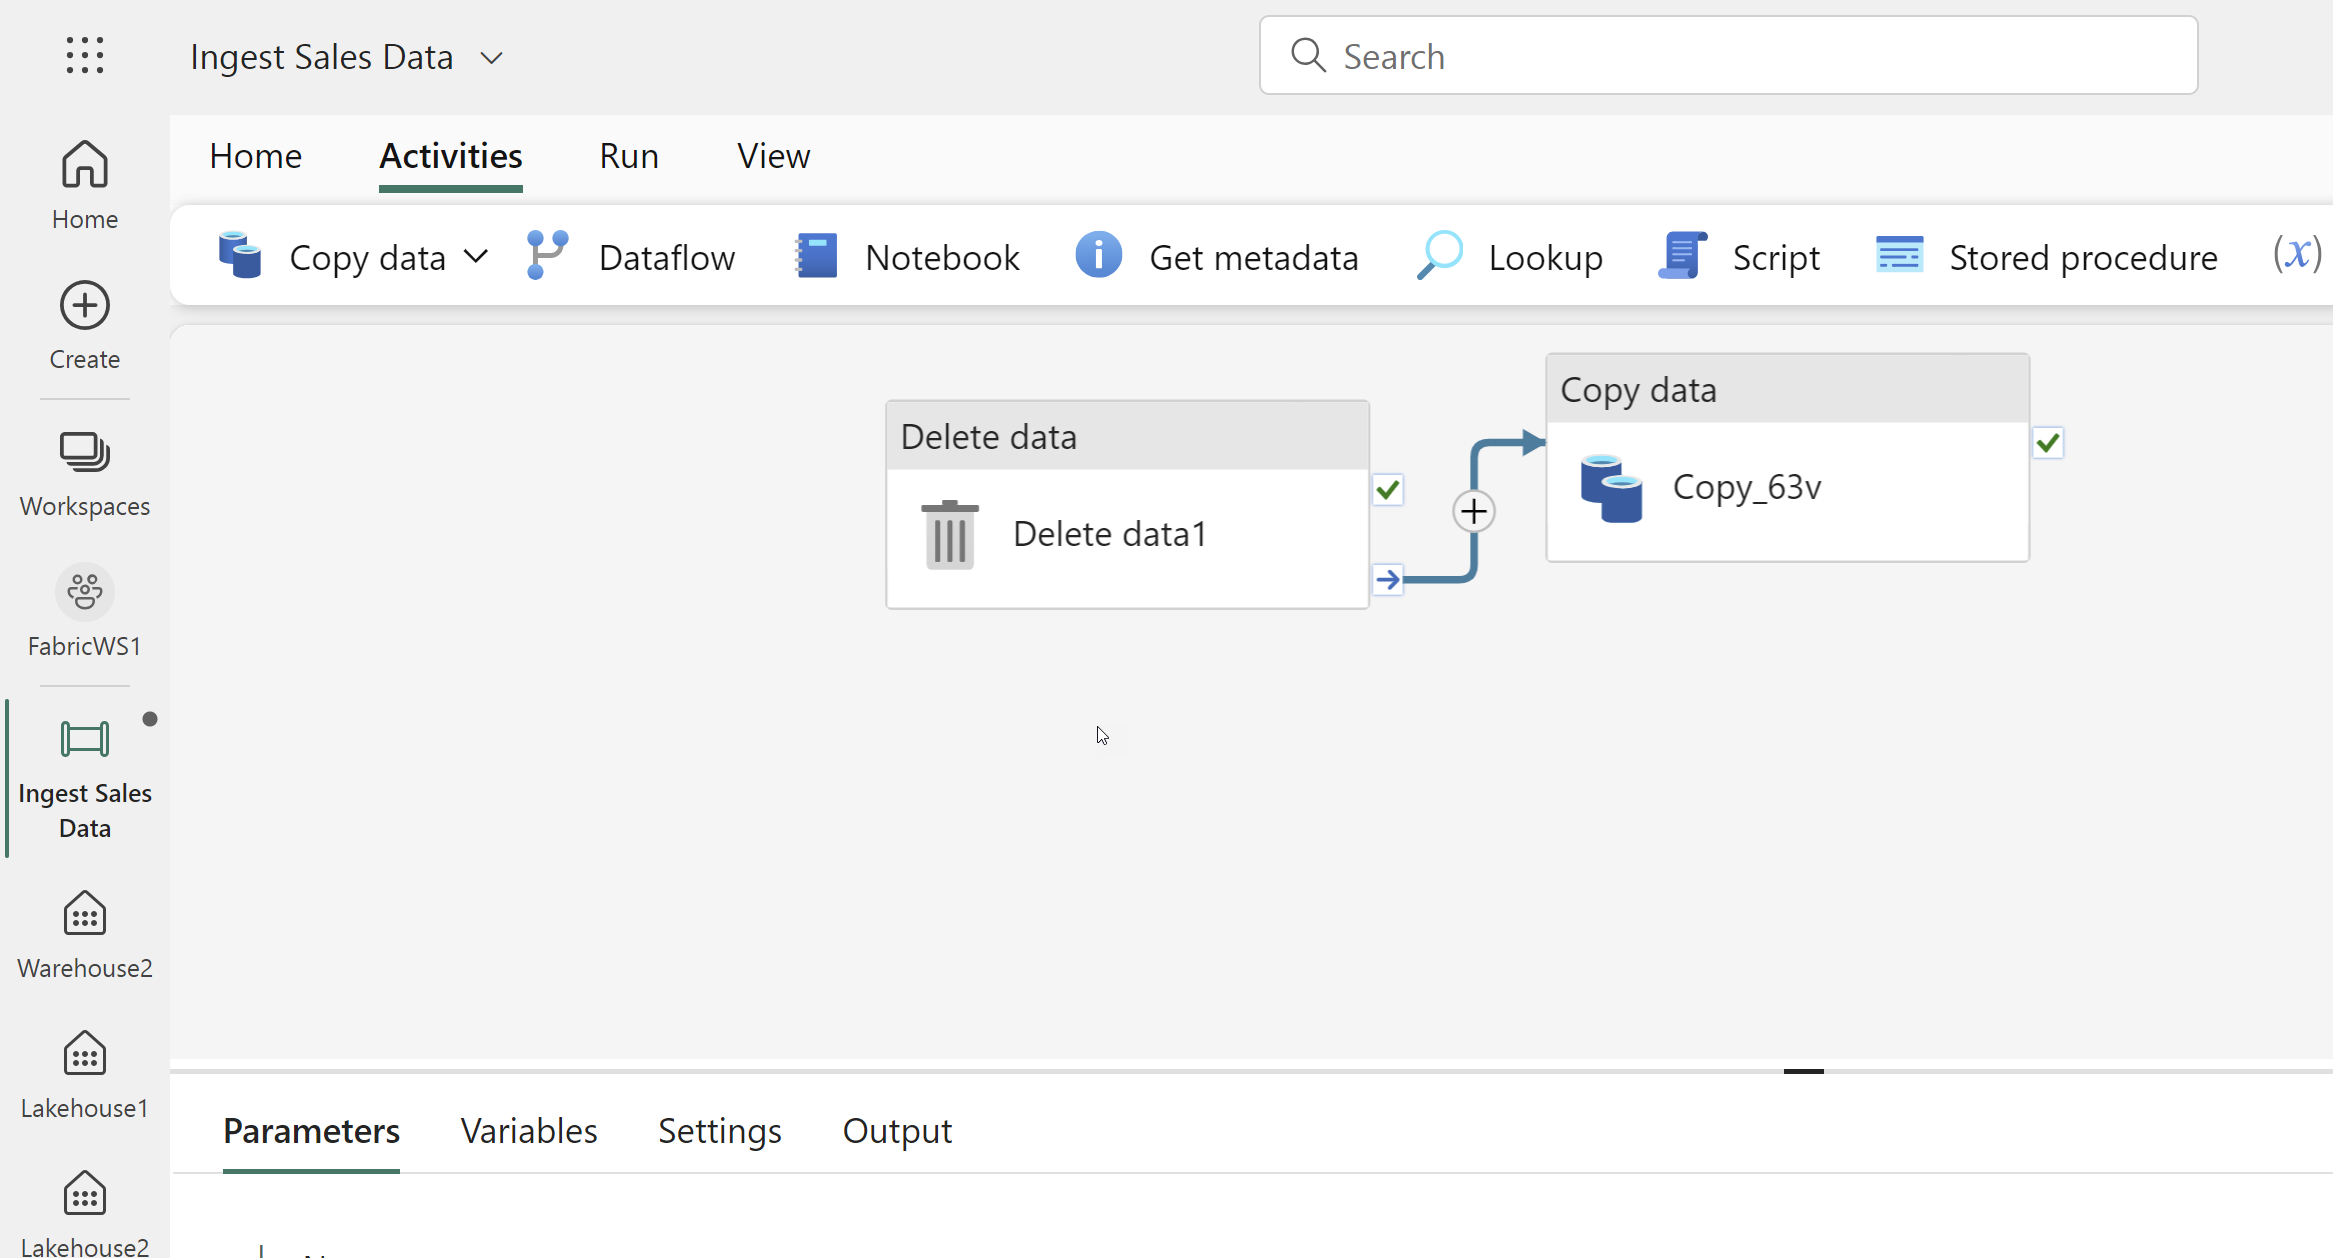 Ingest Sales Data
Search
Home
Activities
Run
View
Copy data
Dataflow
Notebook
Get metadata
Lookup
Script
Stored procedure
(x)
Home
Create
Workspaces
FabricWS1
Ingest Sales
Data
Warehouse2
Lakehouse1
Lakehouse2
Delete data
Delete data1
Copy data
Copy_63v
Parameters
Variables
Settings
Output